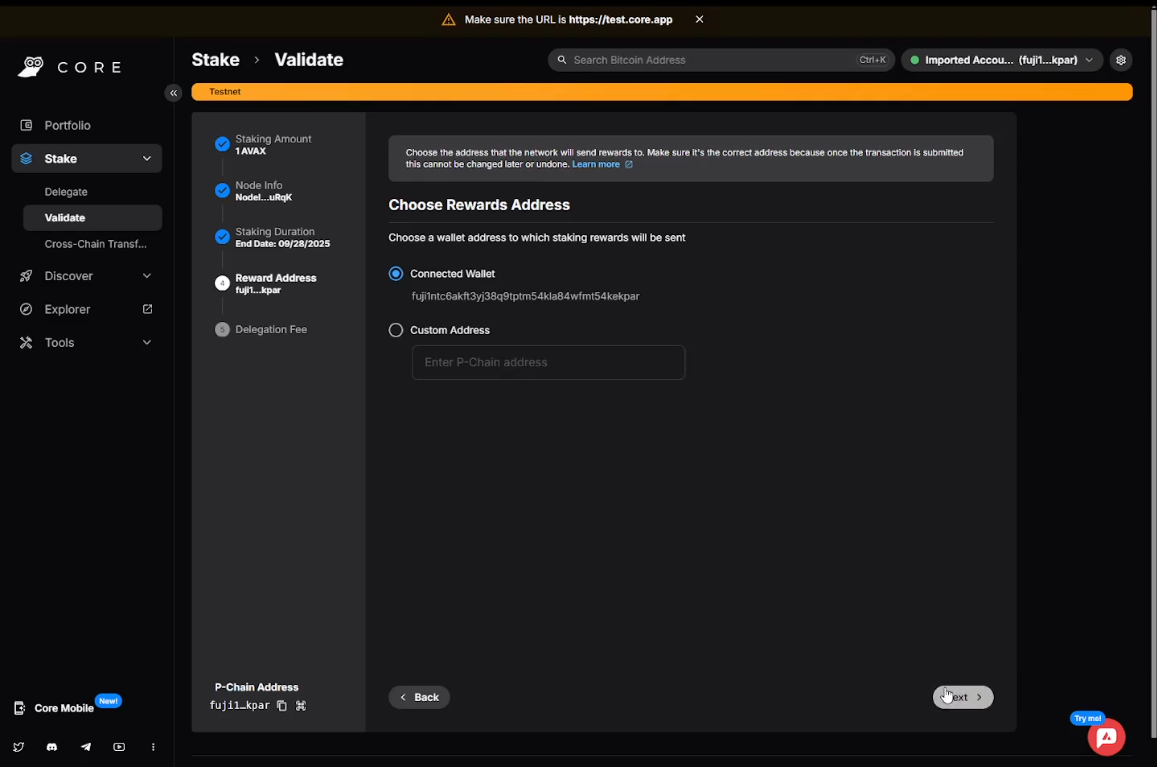 Make sure the URL is https://test.core.app
CORE
Stake > Validate
Search Bitcoin Address
Ctrl+K
Imported Accou... (fuji1...kpar)
Testnet
Portfolio
Stake
Delegate
Validate
Cross-Chain Transf...
Discover
Explorer
Tools
Staking Amount
1 AVAX
Node Info
NodeI...uRqK
Staking Duration
End Date: 09/28/2025
4
Reward Address
fuji1...kpar
5
Delegation Fee
Choose the address that the network will send rewards to. Make sure it's the correct address because once the transaction is submitted
this cannot be changed later or undone. Learn more
Choose Rewards Address
Choose a wallet address to which staking rewards will be sent
Connected Wallet
fuji1ntc6akft3yj38q9tptm54kla84wfmt54kekpar
Custom Address
Enter P-Chain address
P-Chain Address
fuji1…kpar
Back
Core Mobile
New!
Try me!